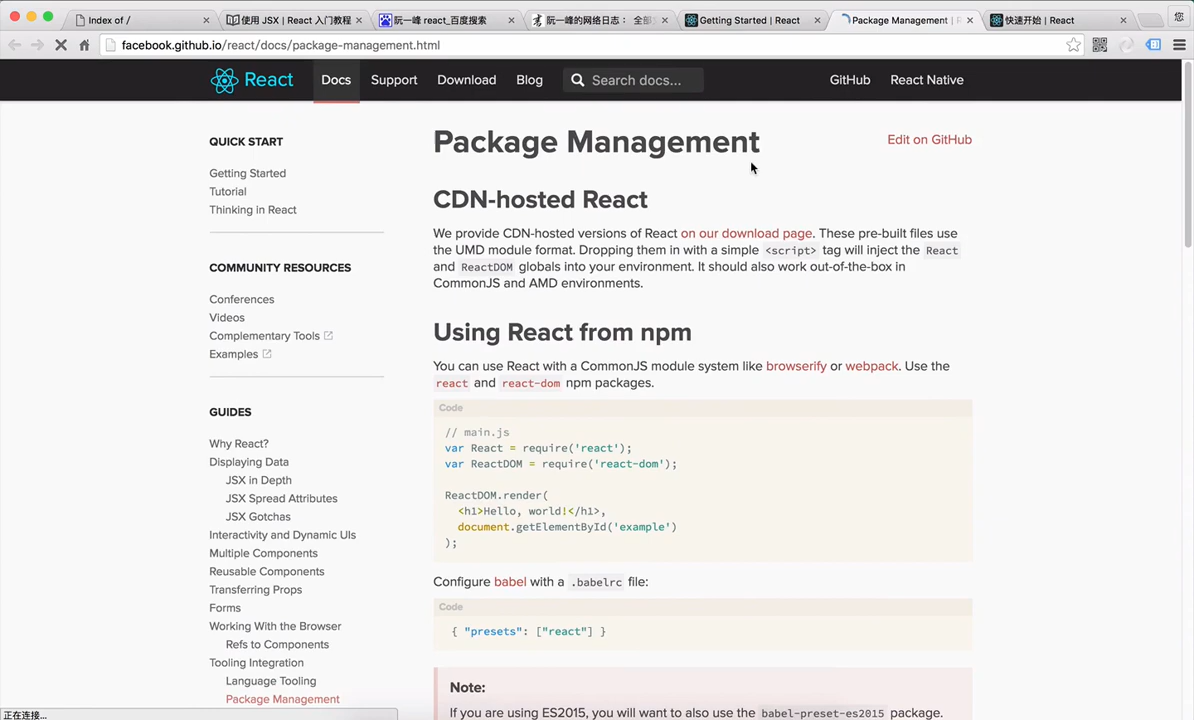 Index of /
使用 JSX | React 入门教程
阮一峰 react_百度搜索
阮一峰的网络日志： 全部
Getting Started | React
Package Management |
快速开始 | React
facebook.github.io/react/docs/package-management.html
React
Docs
Support
Download
Blog
Search docs...
GitHub
React Native
QUICK START
Getting Started
Tutorial
Thinking in React
COMMUNITY RESOURCES
Conferences
Videos
Complementary Tools
Examples
GUIDES
Why React?
Displaying Data
JSX in Depth
JSX Spread Attributes
JSX Gotchas
Interactivity and Dynamic UIs
Multiple Components
Reusable Components
Transferring Props
Forms
Working With the Browser
Refs to Components
Tooling Integration
Language Tooling
Package Management
Package Management
Edit on GitHub
CDN-hosted React
We provide CDN-hosted versions of React on our download page. These pre-built files use
the UMD module format. Dropping them in with a simple <script> tag will inject the React
and ReactDOM globals into your environment. It should also work out-of-the-box in
CommonJS and AMD environments.
Using React from npm
You can use React with a CommonJS module system like browserify or webpack. Use the
react and react-dom npm packages.
Code
// main.js
var React = require('react');
var ReactDOM = require('react-dom');
ReactDOM.render(
<h1>Hello, world!</h1>,
document.getElementById('example')
);
Configure babel with a .babelrc file:
Code
{ "presets": ["react"] }
Note:
If you are using ES2015, you will want to also use the babel-preset-es2015 package.
正在连接...